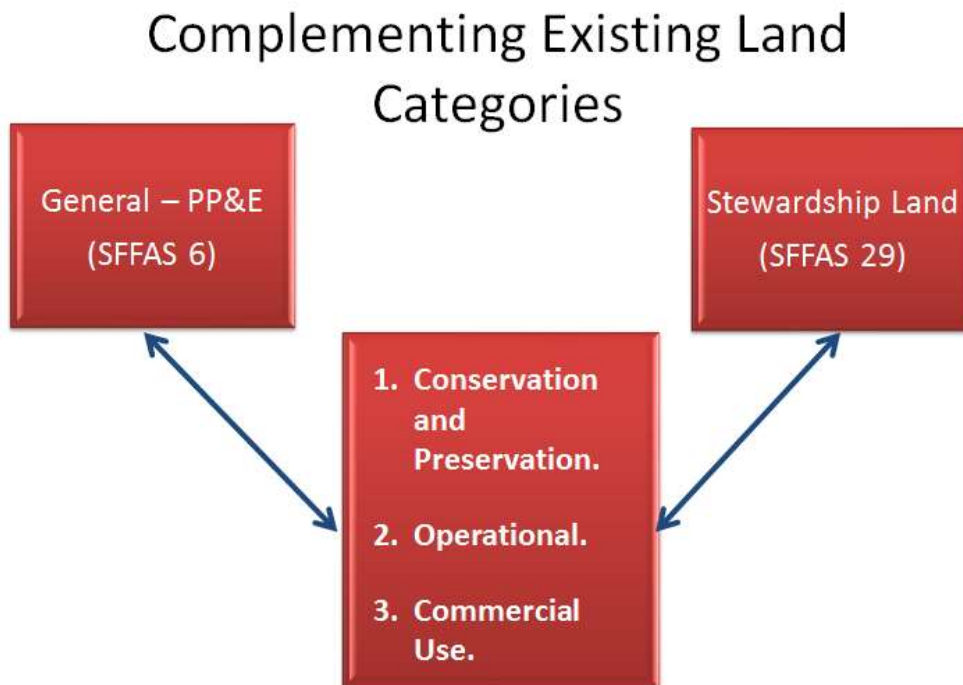 Complementing Existing Land
Categories
General – PP&E
(SFFAS 6)
Stewardship Land
(SFFAS 29)
1. Conservation
and
Preservation.
2. Operational.
3. Commercial
Use.